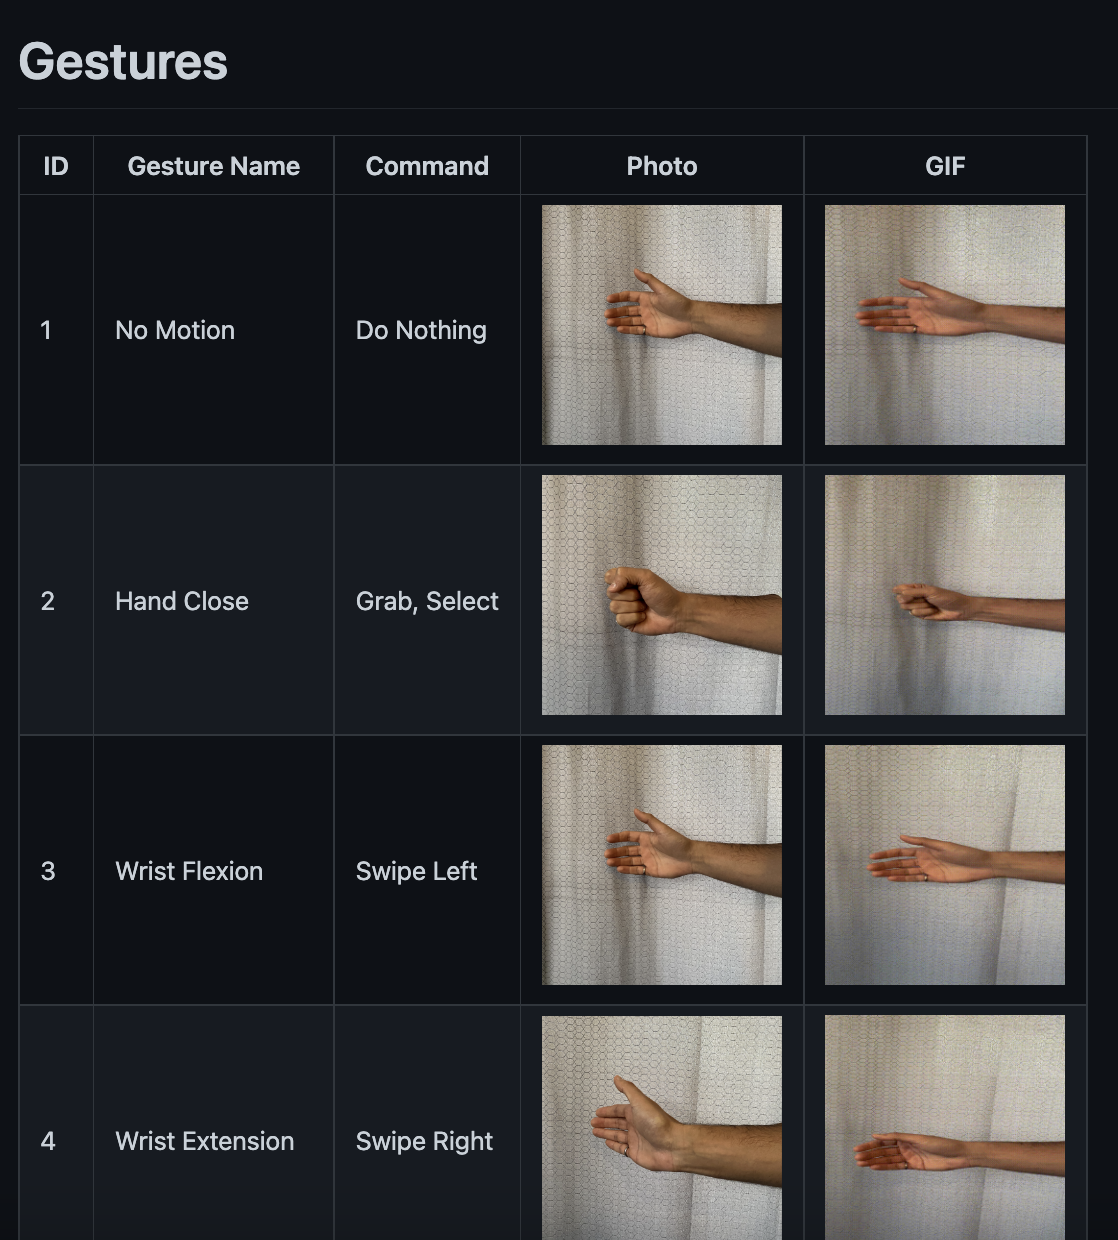 Gestures
ID Gesture Name Command Photo GIF
1 No Motion Do Nothing
2 Hand Close Grab, Select
3 Wrist Flexion Swipe Left
4 Wrist Extension Swipe Right